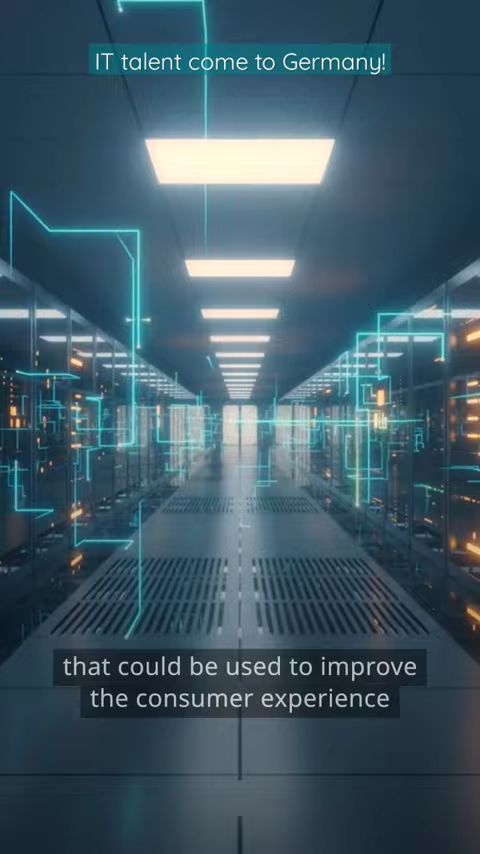 IT talent come to Germany!
that could be used to improve
the consumer experience